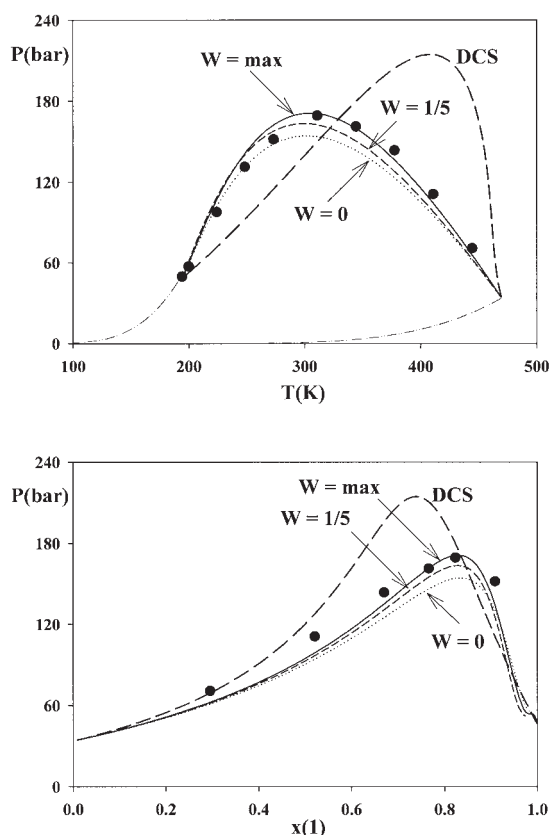 240
P(bar)
DCS
W = max
180
W = 1/5
120
W = 0
60
0
100 200 300 400 500
T(K)
240
P(bar)
DCS
W = max
W = 1/5
180
120
W = 0
60
0
0.0 0.2 0.4 0.6 0.8 1.0
x(1)